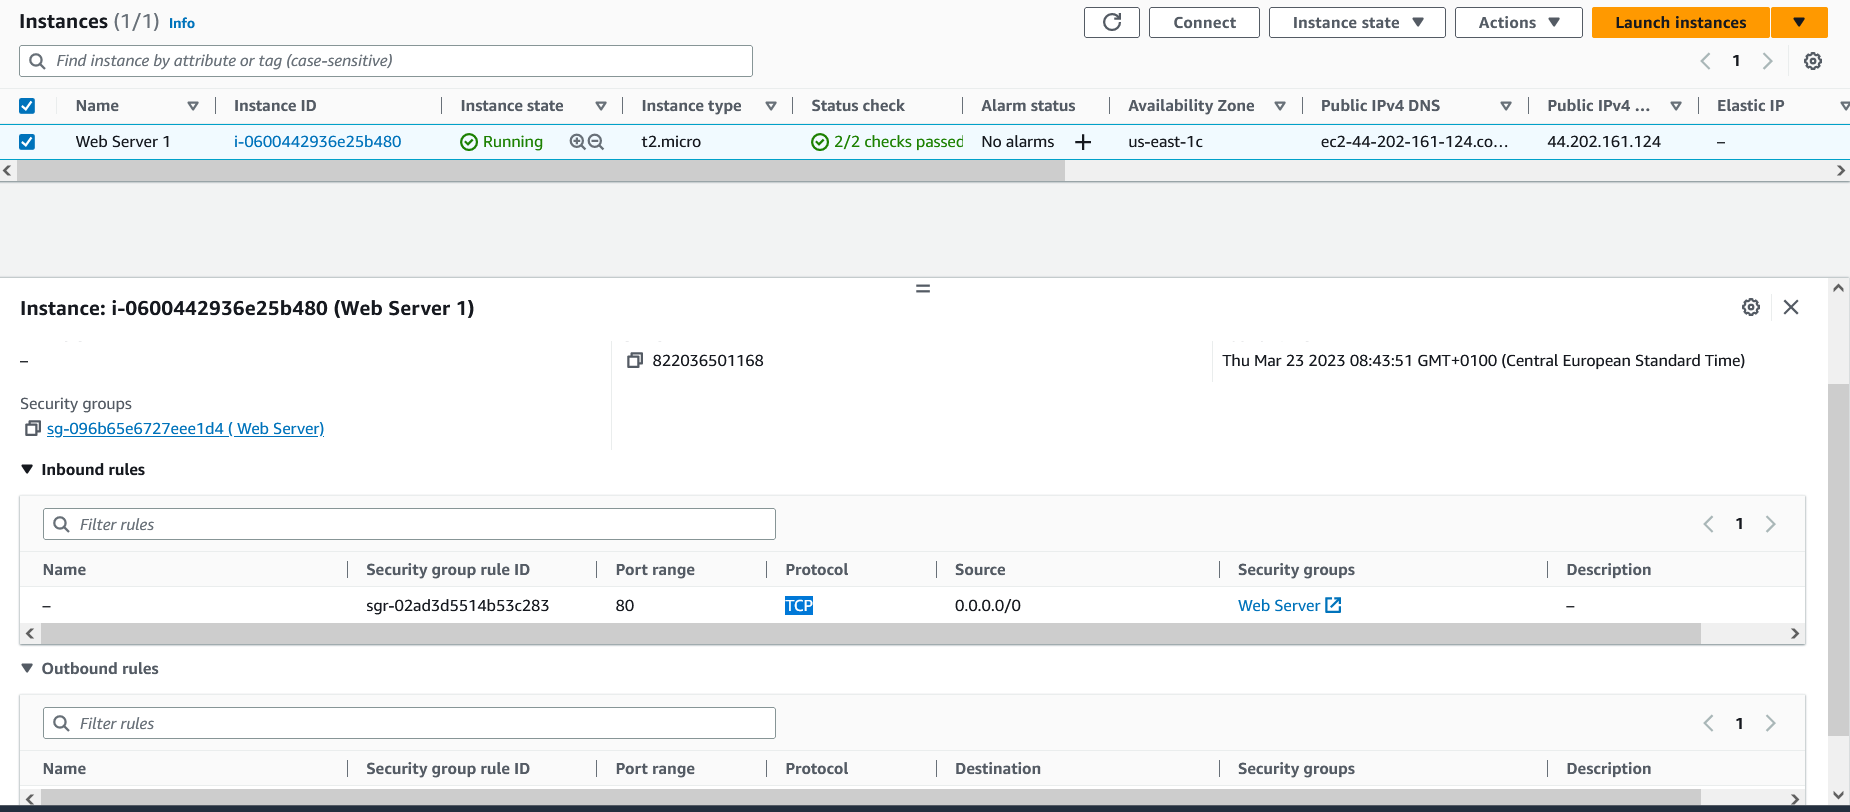 Instances (1/1) Info
Connect
Instance state
Actions
Launch instances
Find instance by attribute or tag (case-sensitive)
1
Name Instance ID Instance state Instance type Status check Alarm status Availability Zone Public IPv4 DNS Public IPv4 ... Elastic IP
Web Server 1 i-0600442936e25b480 Running t2.micro 2/2 checks passed No alarms + us-east-1c ec2-44-202-161-124.co... 44.202.161.124 –
Instance: i-0600442936e25b480 (Web Server 1)
– 822036501168 Thu Mar 23 2023 08:43:51 GMT+0100 (Central European Standard Time)
Security groups
sg-096b65e6727eee1d4 ( Web Server)
Inbound rules
Filter rules
1
Name Security group rule ID Port range Protocol Source Security groups Description
– sgr-02ad3d5514b53c283 80 TCP 0.0.0.0/0 Web Server –
Outbound rules
Filter rules
1
Name Security group rule ID Port range Protocol Destination Security groups Description